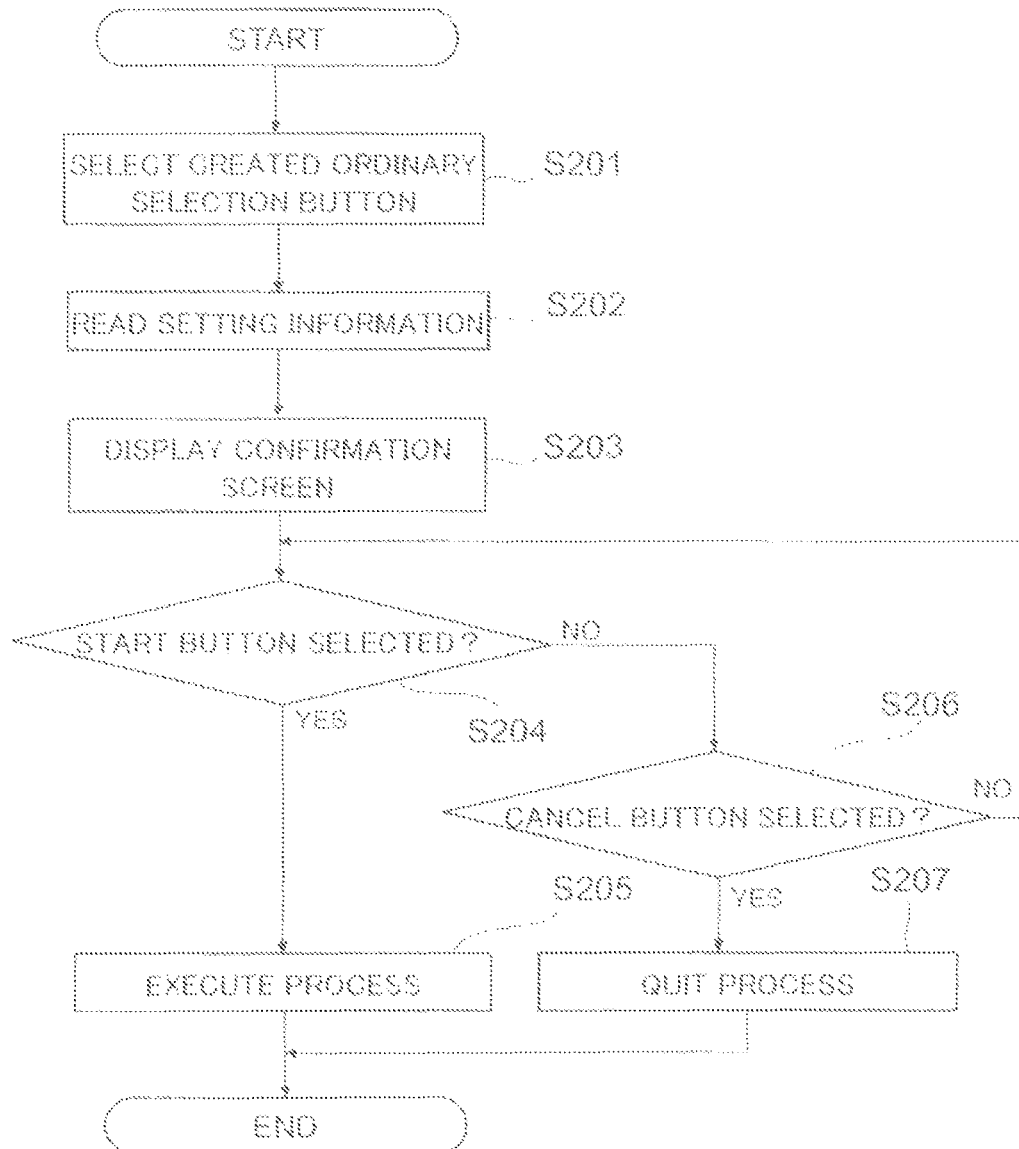 START
SELECT CREATED ORDINARY
SELECTION BUTTON
S201
READ SETTING INFORMATION
S202
DISPLAY CONFIRMATION
SCREEN
S203
START BUTTON SELECTED?
NO
YES
S204
S206
CANCEL BUTTON SELECTED?
NO
YES
S205
S207
EXECUTE PROCESS
QUIT PROCESS
END